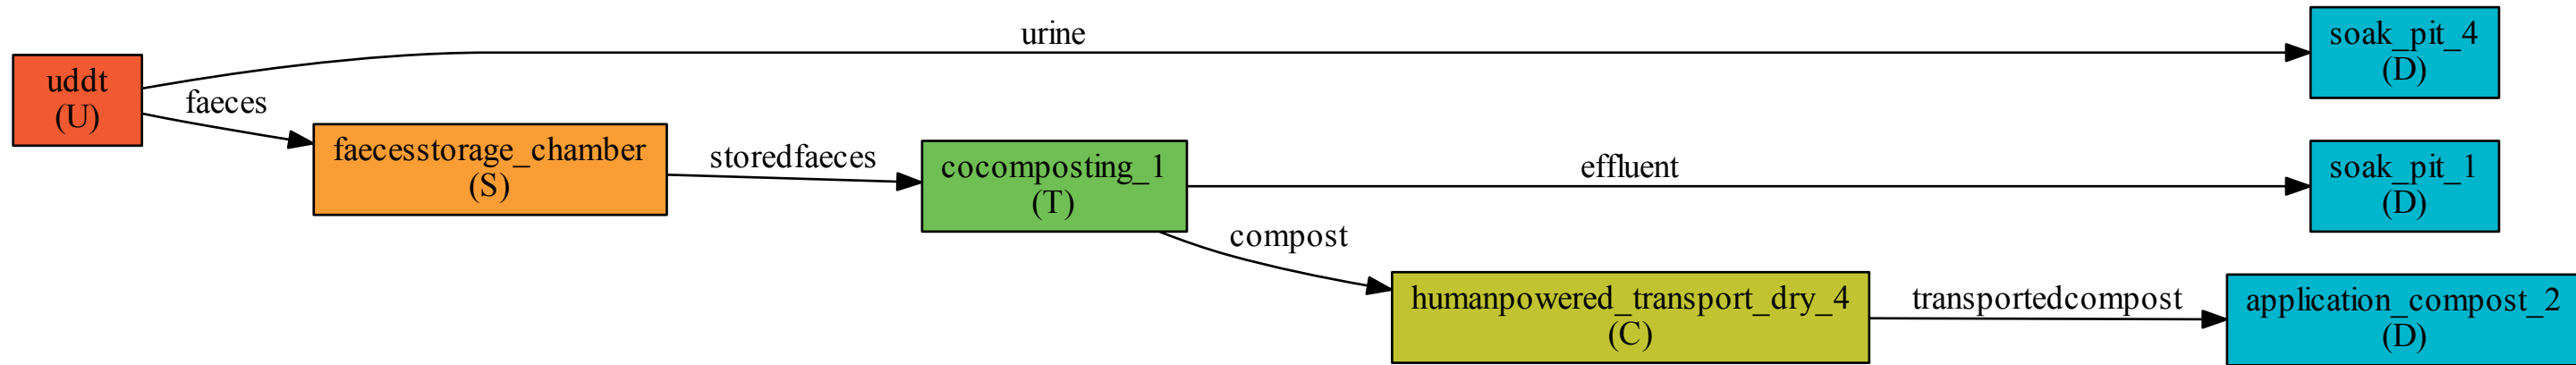 urine
soak_pit_4
(D)
uddt
(U)
faeces
faecesstorage_chamber
(S)
storedfaeces
cocomposting_1
(T)
effluent
soak_pit_1
(D)
compost
humanpowered_transport_dry_4
(C)
transportedcompost
application_compost_2
(D)